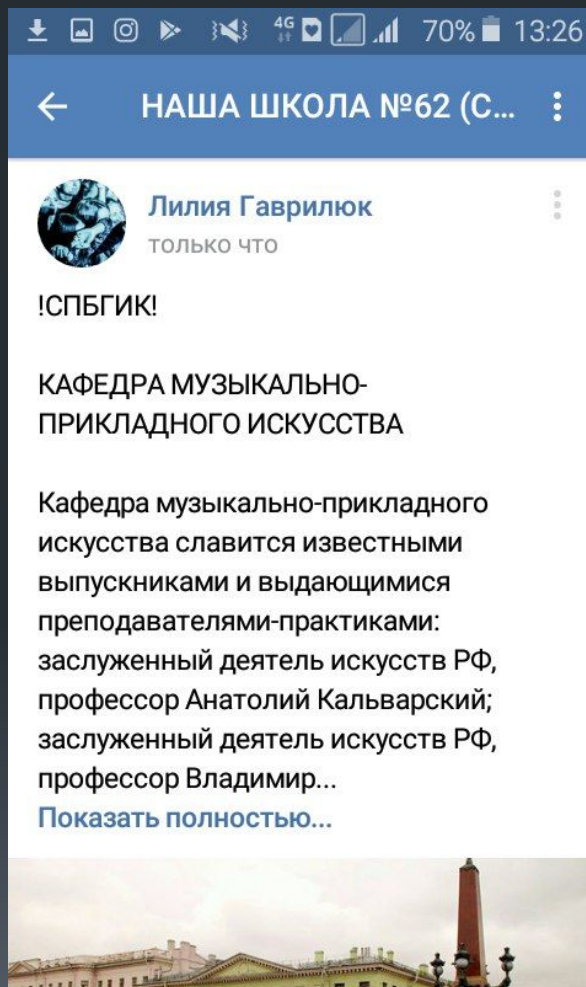 4G 70% 13:26
НАША ШКОЛА №62 (С...
Лилия Гаврилюк
только что
!СПБГИК!
КАФЕДРА МУЗЫКАЛЬНО-
ПРИКЛАДНОГО ИСКУССТВА
Кафедра музыкально-прикладного
искусства славится известными
выпускниками и выдающимися
преподавателями-практиками:
заслуженный деятель искусств РФ,
профессор Анатолий Кальварский;
заслуженный деятель искусств РФ,
профессор Владимир...
Показать полностью...